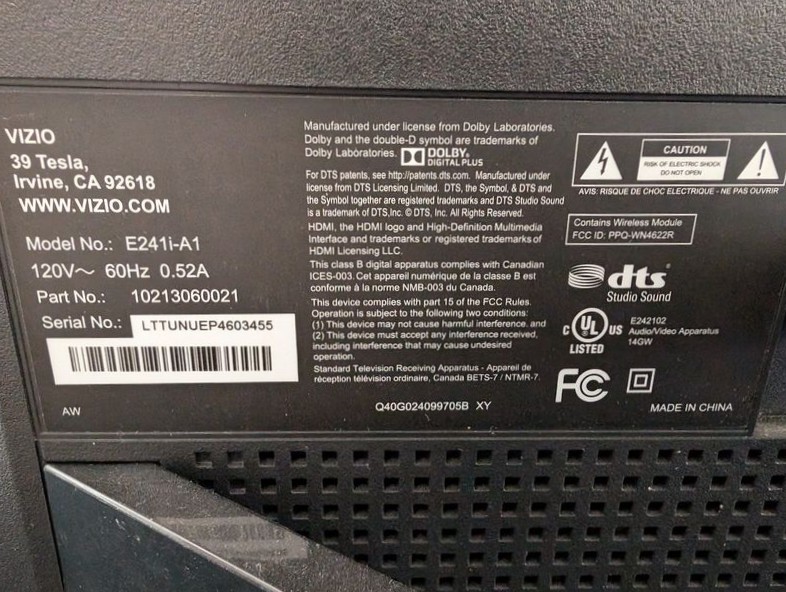 VIZIO
39 Tesla,
Irvine, CA 92618
WWW.VIZIO.COM
Model No.: E241i-A1
120V~ 60Hz 0.52A
Part No.: 10213060021
Serial No.: LTTUNUEP4603455
AW
Manufactured under license from Dolby Laboratories.
Dolby and the double-D symbol are trademarks of
Dolby Laboratories. DOLBY.
DIGITAL PLUS
For DTS patents, see http://patents.dts.com. Manufactured under
license from DTS Licensing Limited. DTS, the Symbol, & DTS and
the Symbol together are registered trademarks and DTS Studio Sound
is a trademark of DTS,Inc. © DTS, Inc. All Rights Reserved.
HDMI, the HDMI logo and High-Definition Multimedia
Interface are trademarks or registered trademarks of
HDMI Licensing LLC.
This class B digital apparatus complies with Canadian
ICES-003. Cet appareil numérique de la classe B est
conforme à la norme NMB-003 du Canada.
This device complies with part 15 of the FCC Rules.
Operation is subject to the following two conditions:
(1) This device may not cause harmful interference, and
(2) This device must accept any interference received,
including interference that may cause undesired
operation.
Standard Television Receiving Apparatus - Appareil de
réception télévision ordinaire, Canada BETS-7 / NTMR-7.
Q40G024099705B XY
CAUTION
RISK OF ELECTRIC SHOCK
DO NOT OPEN
AVIS: RISQUE DE CHOC ELECTRIQUE - NE PAS OUVRIR
Contains Wireless Module
FCC ID: PPQ-WN4622R
dts
Studio Sound
C UL US
LISTED
E242102
Audio/Video Apparatus
14GW
FC
MADE IN CHINA